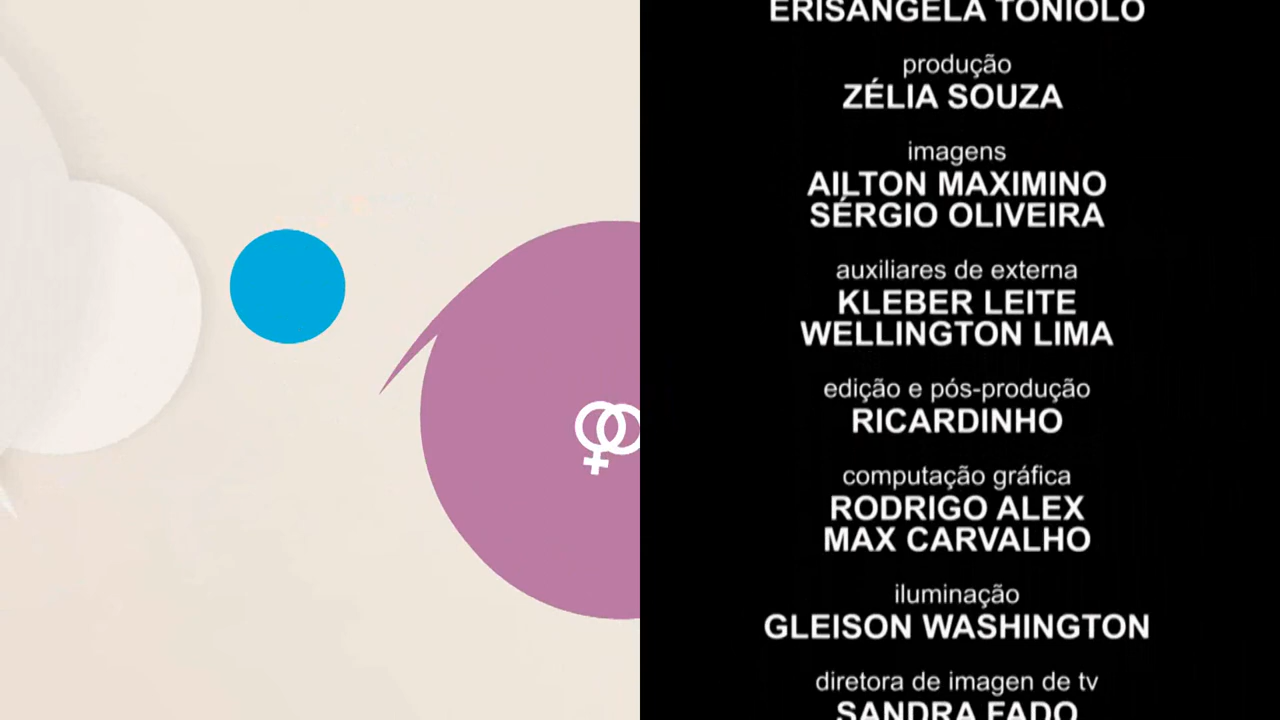 ERISANGELA TONIOLO
produção
ZÉLIA SOUZA
imagens
AILTON MAXIMINO
SÉRGIO OLIVEIRA
auxiliares de externa
KLEBER LEITE
WELLINGTON LIMA
edição e pós-produção
RICARDINHO
computação gráfica
RODRIGO ALEX
MAX CARVALHO
iluminação
GLEISON WASHINGTON
diretora de imagen de tv
SANDRA FADO